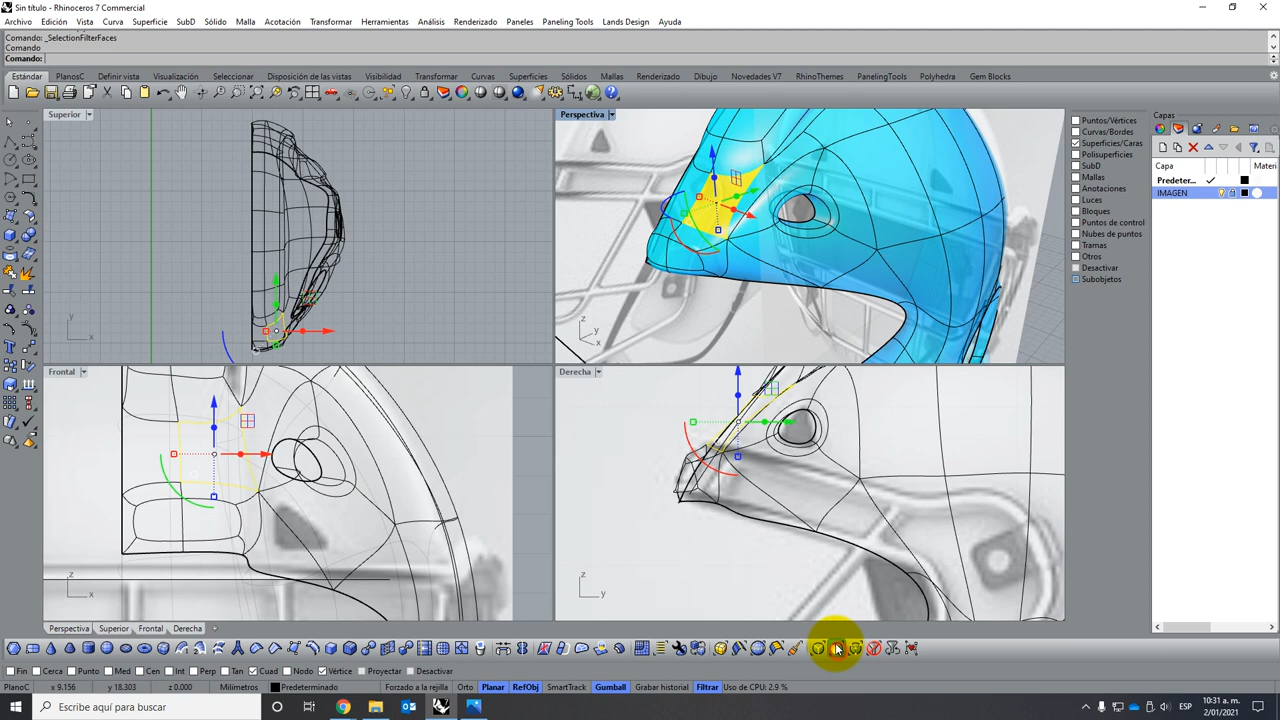 Sin título - Rhinoceros 7 Commercial
Archivo Edición Vista Curva Superficie SubD Sólido Malla Acotación Transformar Herramientas Análisis Renderizado Paneles Paneling Tools Lands Design Ayuda
Comando: _SelectionFilterFaces
Comando
Comando:
Estándar PlanosC Definir vista Visualización Seleccionar Disposición de las vistas Visibilidad Transformar Curvas Superficies Sólidos Mallas Renderizado Dibujo Novedades V7 RhinoThemes PanelingTools Polyhedra Gem Blocks
Superior
Perspectiva
Frontal
Derecha
y
x
z
y
x
z
x
z
y
Puntos/Vértices
Curvas/Bordes
Superficies/Caras
Polisuperficies
SubD
Mallas
Anotaciones
Luces
Bloques
Puntos de control
Nubes de puntos
Tramas
Otros
Desactivar
Subobjetos
Capas
Capa Materi
Predeter...
IMAGEN
Perspectiva Superior Frontal Derecha
Fin Cerca Punto Medio Cen Int Perp Tan Cuad Nodo Vértice Proyectar Desactivar
PlanoC x 9.156 y 18.303 z 0.000 Milímetros Predeterminado Forzado a la rejilla Orto Planar RefObj SmartTrack Gumball Grabar historial Filtrar Uso de CPU: 2.9 %
Escribe aquí para buscar
ESP
10:31 a. m.
2/01/2021